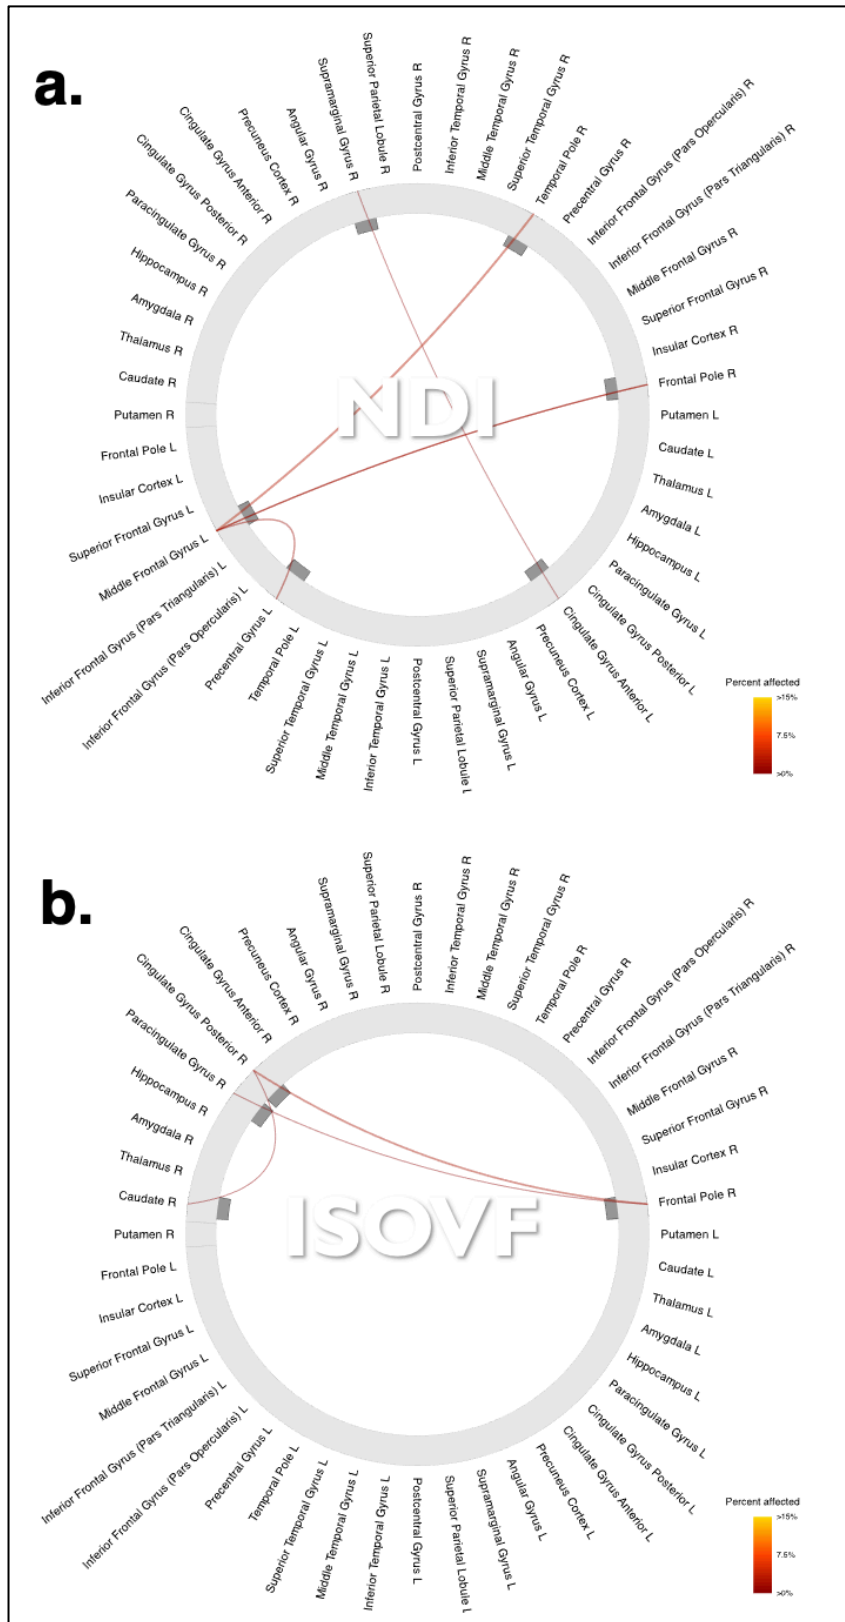 a.
Superior Parietal Lobule R
Postcentral Gyrus R
Inferior Temporal Gyrus R
Middle Temporal Gyrus R
Superior Temporal Gyrus R
Temporal Pole R
Precentral Gyrus R
Inferior Frontal Gyrus (Pars Opercularis) R
Inferior Frontal Gyrus (Pars Triangularis) R
Middle Frontal Gyrus R
Superior Frontal Gyrus R
Insular Cortex R
Frontal Pole R
Putamen L
Caudate L
Thalamus L
Amygdala L
Hippocampus L
Paracingulate Gyrus L
Cingulate Gyrus Posterior L
Cingulate Gyrus Anterior L
Precuneus Cortex L
Angular Gyrus L
Supramarginal Gyrus L
Superior Parietal Lobule L
Postcentral Gyrus L
Inferior Temporal Gyrus L
Middle Temporal Gyrus L
Superior Temporal Gyrus L
Temporal Pole L
Precentral Gyrus L
Inferior Frontal Gyrus (Pars Opercularis) L
Inferior Frontal Gyrus (Pars Triangularis) L
Middle Frontal Gyrus L
Superior Frontal Gyrus L
Insular Cortex L
Frontal Pole L
Putamen R
Caudate R
Thalamus R
Amygdala R
Hippocampus R
Paracingulate Gyrus R
Cingulate Gyrus Posterior R
Cingulate Gyrus Anterior R
Precuneus Cortex R
Angular Gyrus R
Supramarginal Gyrus R
NDI
Percent affected
>15%
7.5%
>0%
b.
Superior Parietal Lobule R
Postcentral Gyrus R
Inferior Temporal Gyrus R
Middle Temporal Gyrus R
Superior Temporal Gyrus R
Temporal Pole R
Precentral Gyrus R
Inferior Frontal Gyrus (Pars Opercularis) R
Inferior Frontal Gyrus (Pars Triangularis) R
Middle Frontal Gyrus R
Superior Frontal Gyrus R
Insular Cortex R
Frontal Pole R
Putamen L
Caudate L
Thalamus L
Amygdala L
Hippocampus L
Paracingulate Gyrus L
Cingulate Gyrus Posterior L
Cingulate Gyrus Anterior L
Precuneus Cortex L
Angular Gyrus L
Supramarginal Gyrus L
Superior Parietal Lobule L
Postcentral Gyrus L
Inferior Temporal Gyrus L
Middle Temporal Gyrus L
Superior Temporal Gyrus L
Temporal Pole L
Precentral Gyrus L
Inferior Frontal Gyrus (Pars Opercularis) L
Inferior Frontal Gyrus (Pars Triangularis) L
Middle Frontal Gyrus L
Superior Frontal Gyrus L
Insular Cortex L
Frontal Pole L
Putamen R
Caudate R
Thalamus R
Amygdala R
Hippocampus R
Paracingulate Gyrus R
Cingulate Gyrus Posterior R
Cingulate Gyrus Anterior R
Precuneus Cortex R
Angular Gyrus R
Supramarginal Gyrus R
ISOVF
Percent affected
>15%
7.5%
>0%